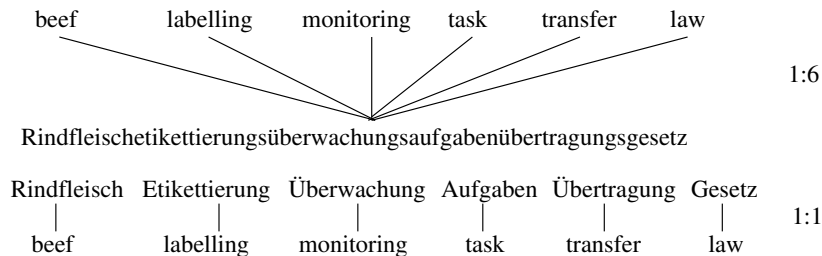 beef labelling monitoring task transfer law
1:6
Rindfleischetikettierungsüberwachungsaufgabenübertragungsgesetz
Rindfleisch Etikettierung Überwachung Aufgaben Übertragung Gesetz
1:1
beef labelling monitoring task transfer law